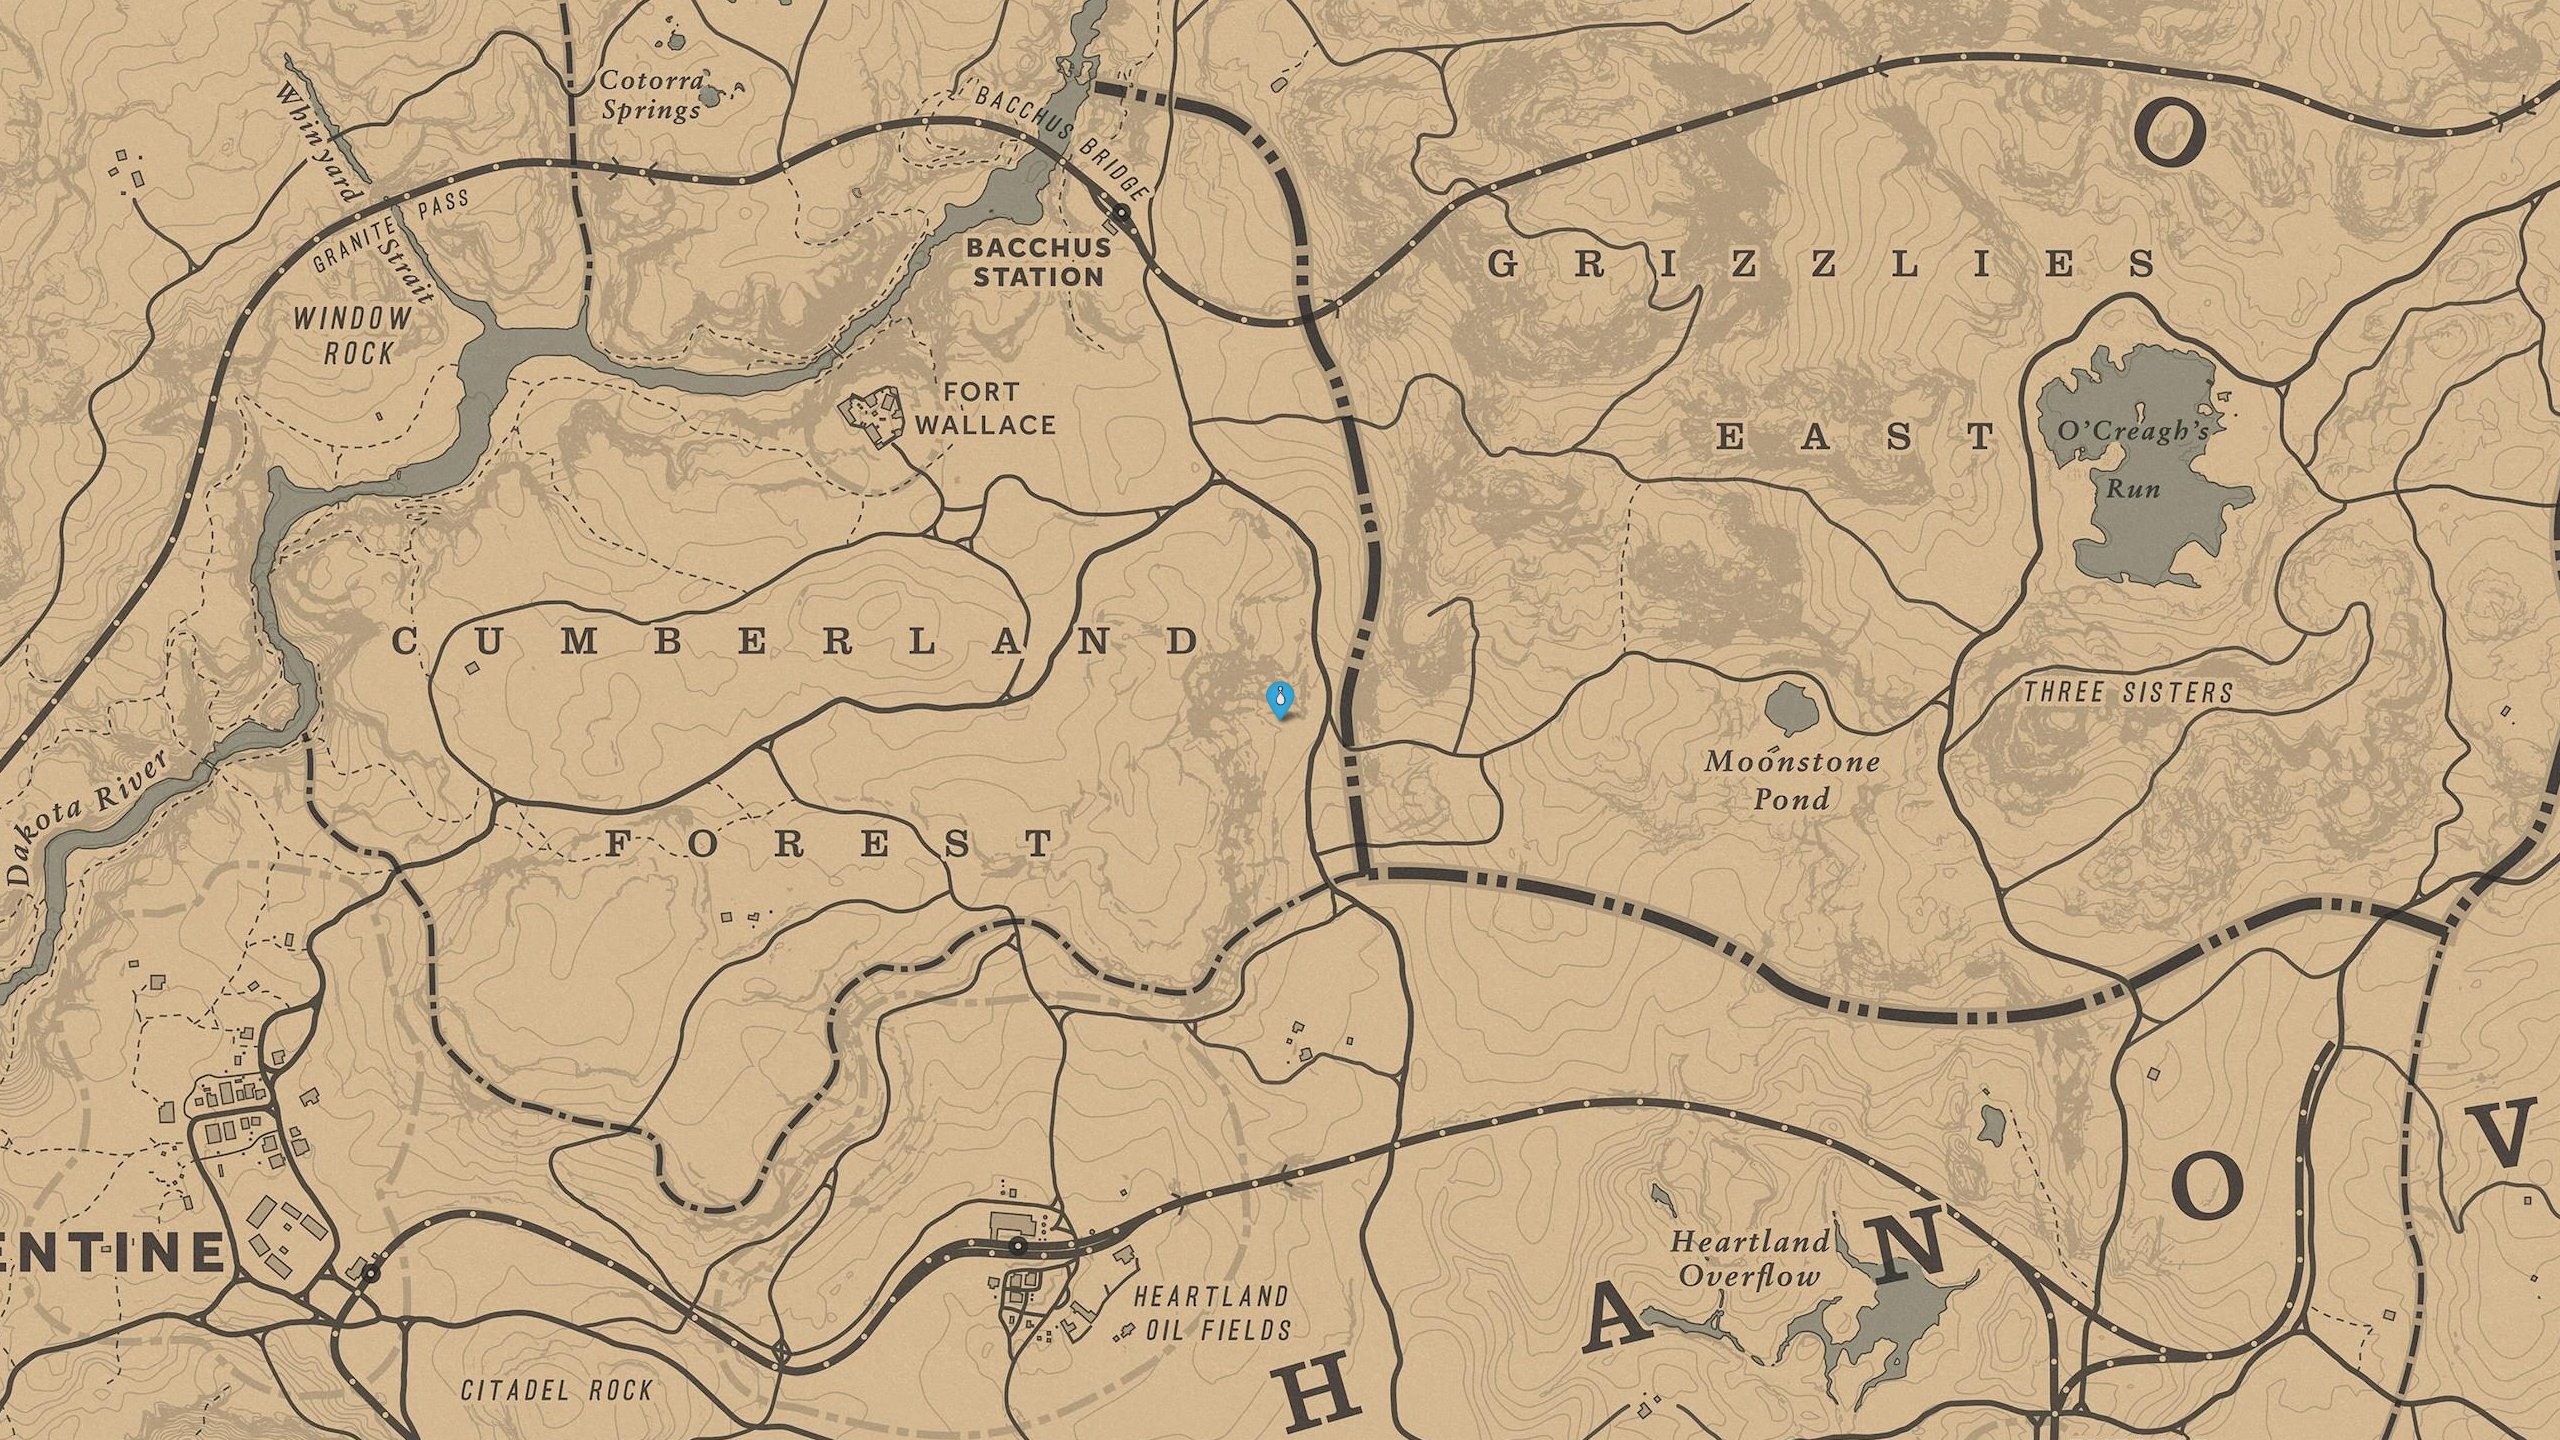 Cotorra
Springs
Whinyard
Strait
BACCHUS BRIDGE
GRANITE PASS
O
BACCHUS
STATION
GRIZZLIES
WINDOW
ROCK
FORT
WALLACE
EAST
O'Creagh's
Run
CUMBERLAND
THREE SISTERS
Dakota River
Moonstone
Pond
FOREST
V
O
ENTINE
Heartland
Overflow
N
A
HEARTLAND
OIL FIELDS
H
CITADEL ROCK